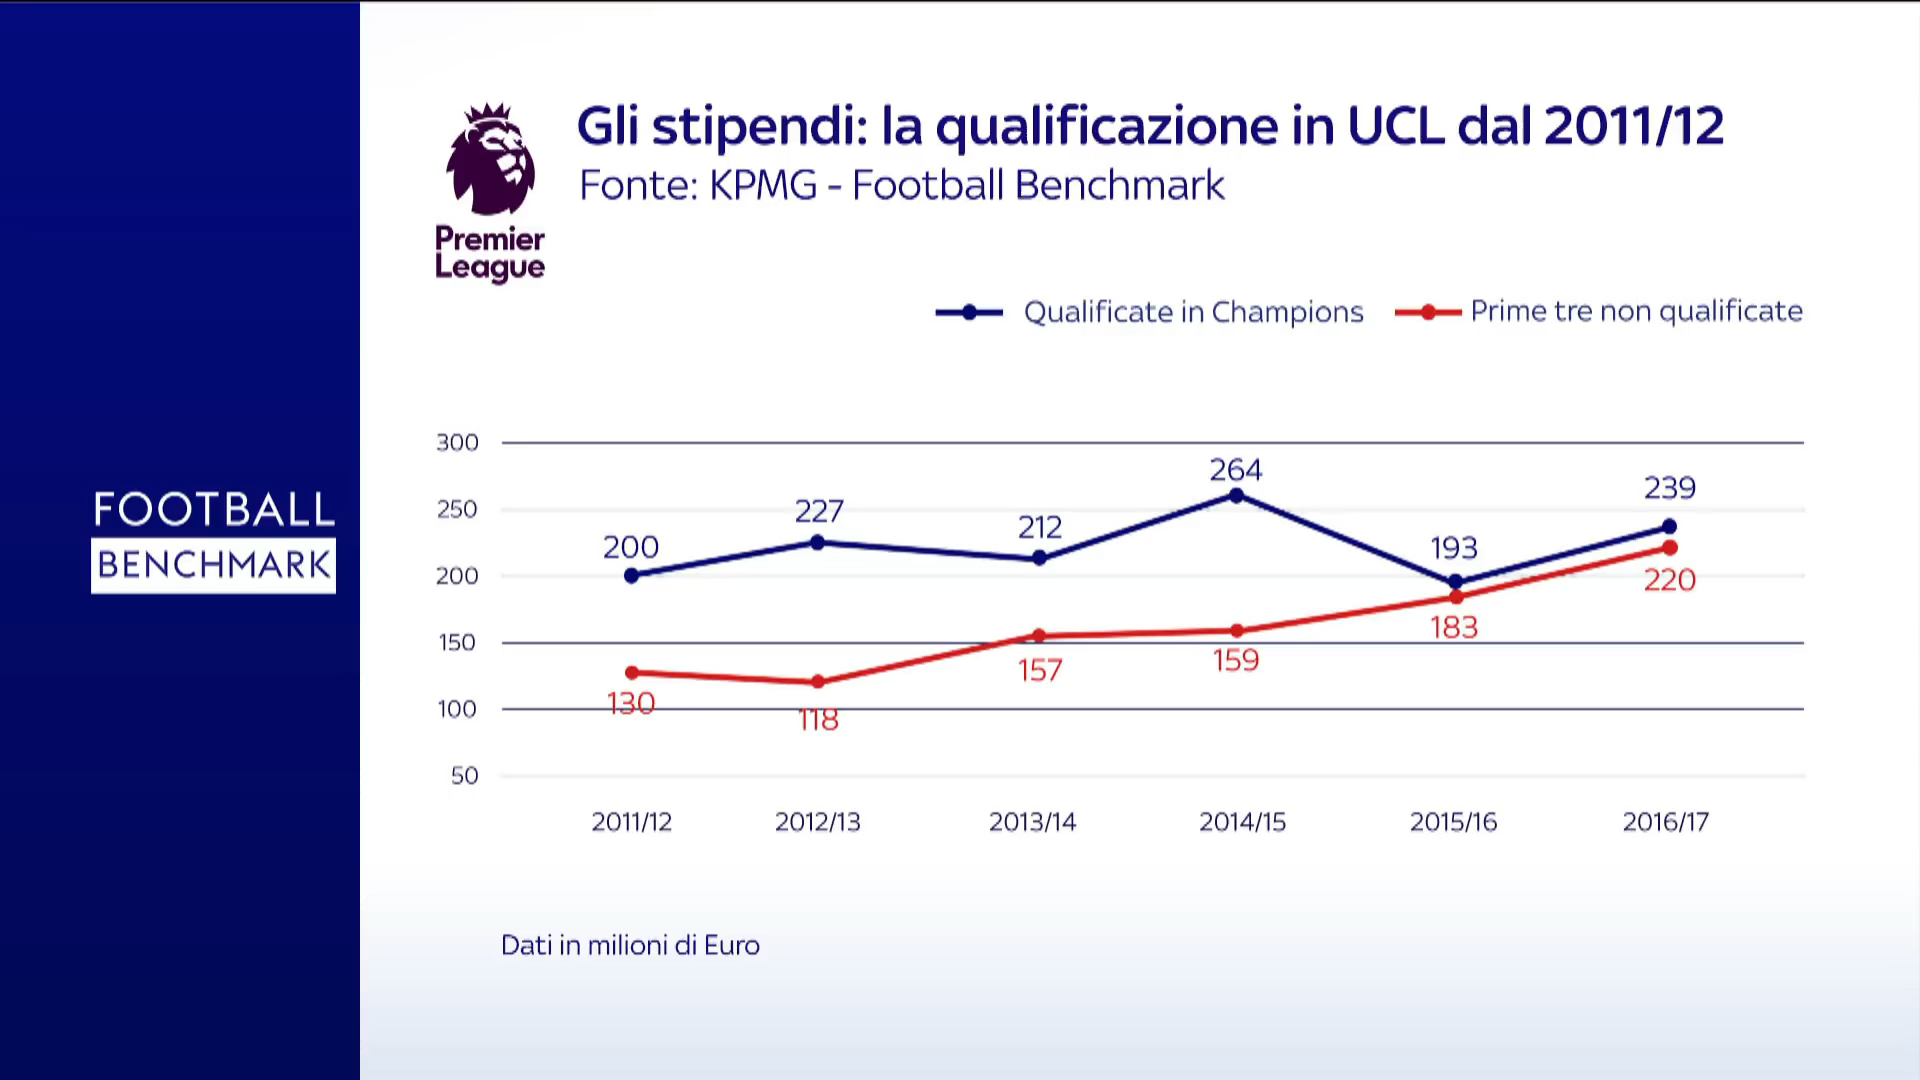 FOOTBALL
BENCHMARK
Premier
League
Gli stipendi: la qualificazione in UCL dal 2011/12
Fonte: KPMG - Football Benchmark
Qualificate in Champions Prime tre non qualificate
300
250
200
150
100
50
200 227 212 264 193 239
130 118 157 159 183 220
2011/12 2012/13 2013/14 2014/15 2015/16 2016/17
Dati in milioni di Euro